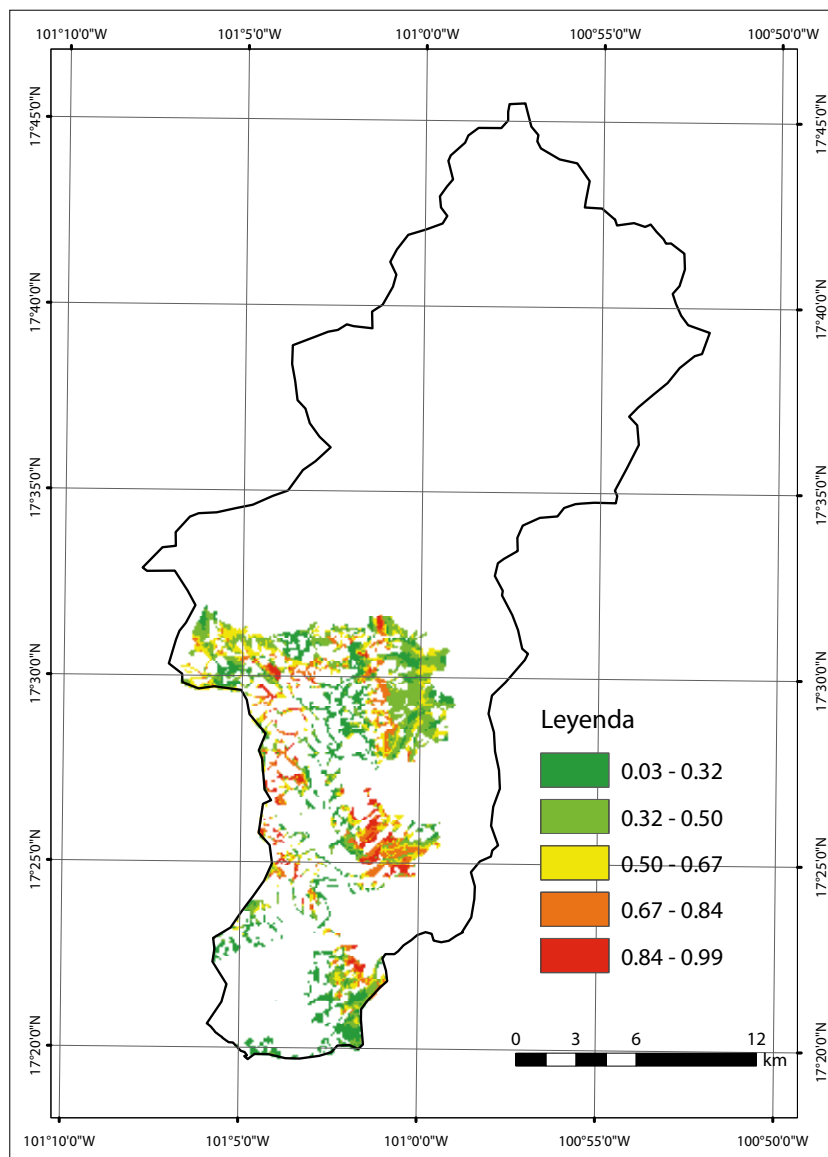 101°10'0"W 101°5'0"W 101°0'0"W 100°55'0"W 100°50'0"W
17°45'0"N 17°45'0"N
17°40'0"N 17°40'0"N
17°35'0"N 17°35'0"N
17°30'0"N 17°30'0"N
Leyenda
0.03 - 0.32
0.32 - 0.50
0.50 - 0.67
17°25'0"N 17°25'0"N
0.67 - 0.84
0.84 - 0.99
17°20'0"N 17°20'0"N
0 3 6 12
km
101°10'0"W 101°5'0"W 101°0'0"W 100°55'0"W 100°50'0"W